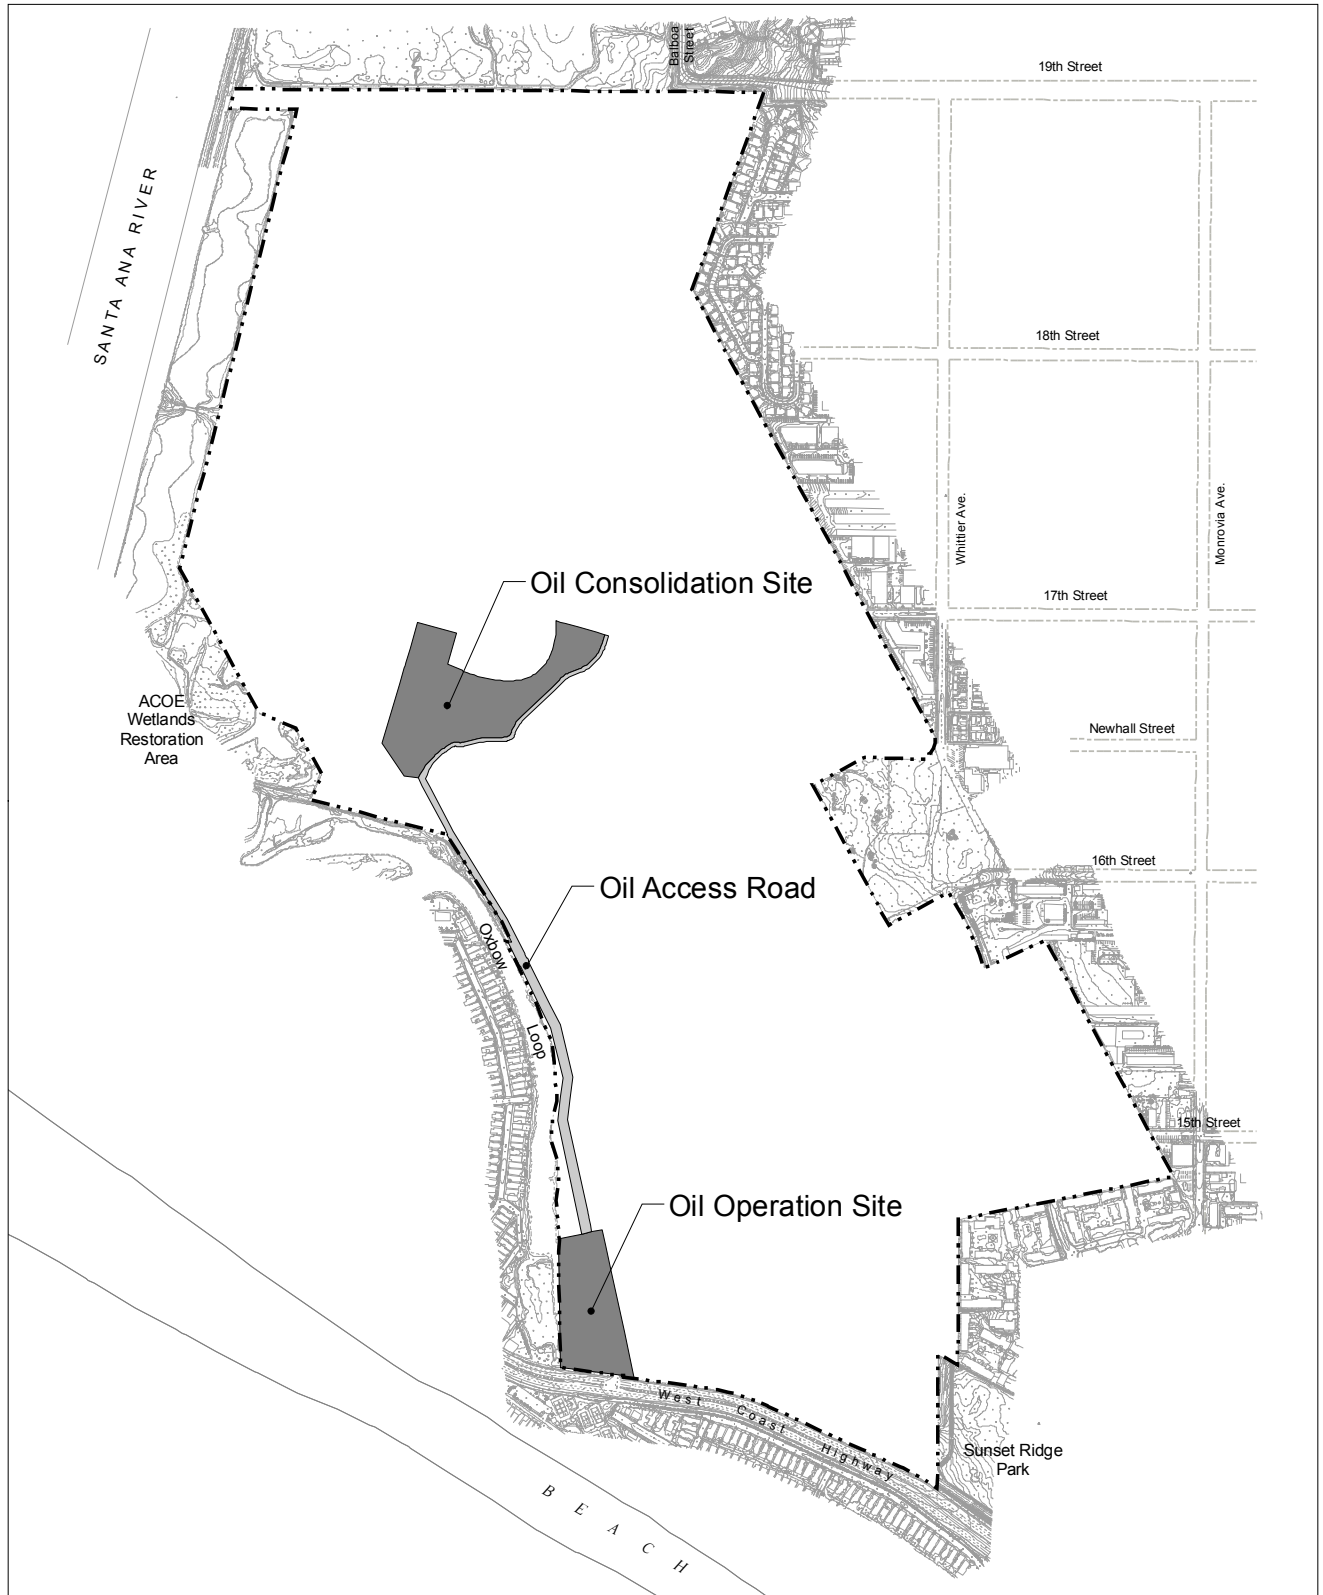 Balboa
Street
19th Street
SANTA ANA RIVER
18th Street
Whittier Ave.
Monrovia Ave.
Oil Consolidation Site
17th Street
ACOE
Wetlands
Restoration
Area
Newhall Street
16th Street
Oil Access Road
Oxbow
Loop
15th Street
Oil Operation Site
West Coast Highway
Sunset Ridge
Park
BEACH